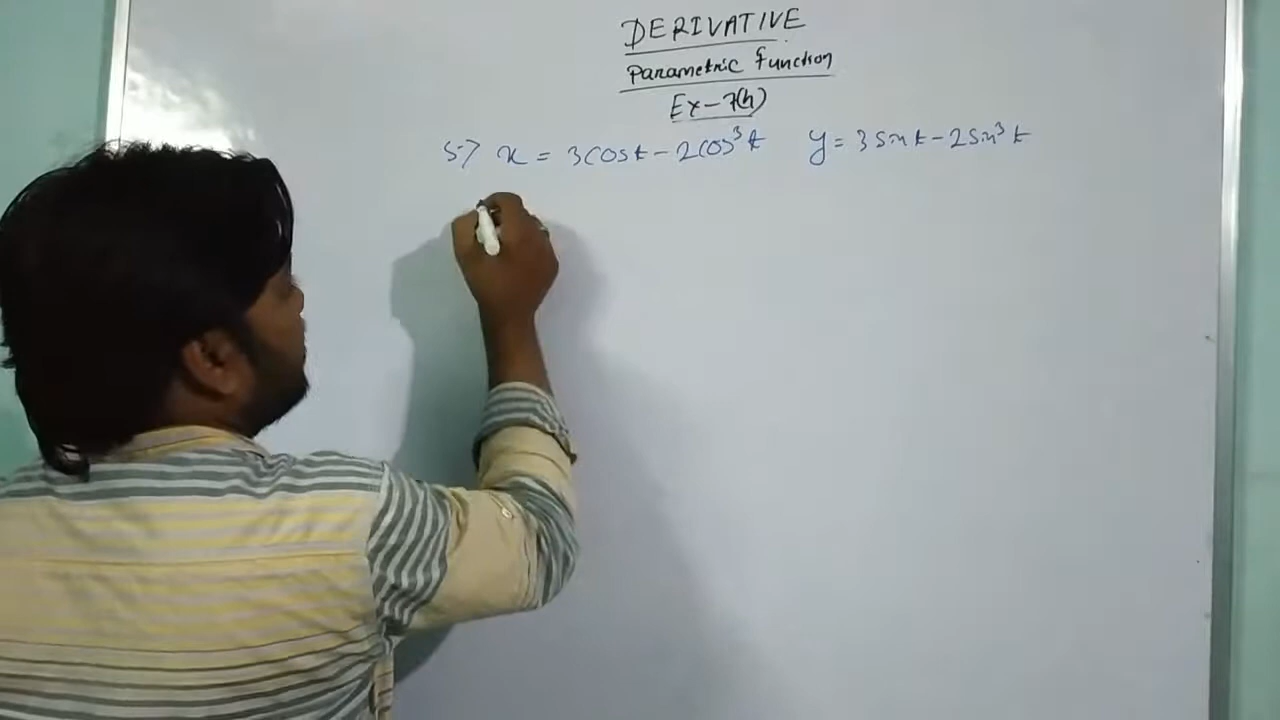 DERIVATIVE
Parametric Function
Ex-7(h)
5.> x = 3cost - 2cos³t y = 3sint - 2sin³t